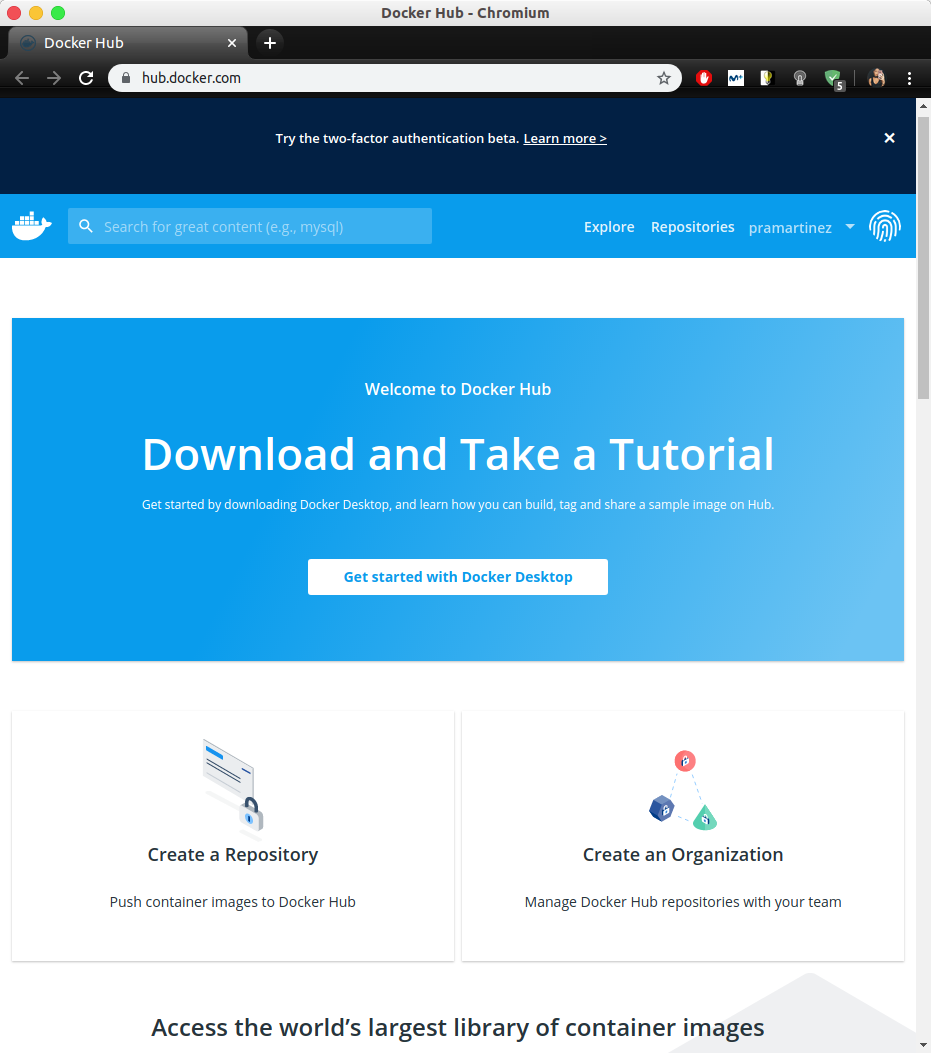 Docker Hub - Chromium
Docker Hub
hub.docker.com
5
Try the two-factor authentication beta. Learn more >
Search for great content (e.g., mysql)
Explore Repositories pramartinez
Welcome to Docker Hub
Download and Take a Tutorial
Get started by downloading Docker Desktop, and learn how you can build, tag and share a sample image on Hub.
Get started with Docker Desktop
Create a Repository
Push container images to Docker Hub
Create an Organization
Manage Docker Hub repositories with your team
Access the world’s largest library of container images